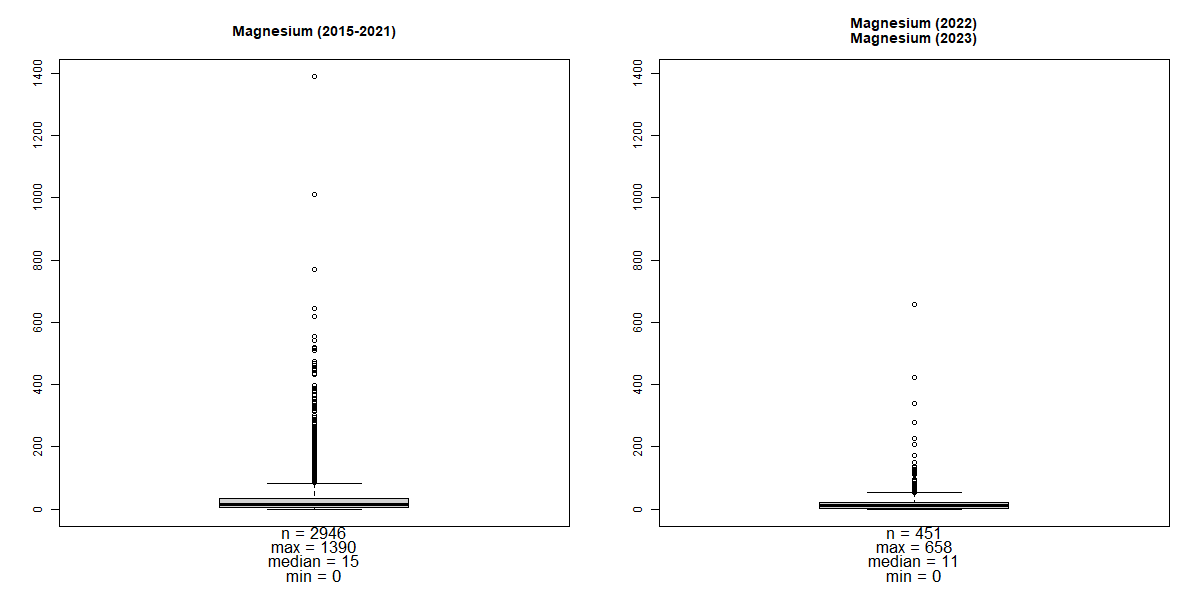 Magnesium (2015-2021)
1400
1200
1000
800
600
400
200
0
n = 2946
max = 1390
median = 15
min = 0
Magnesium (2022)
Magnesium (2023)
1400
1200
1000
800
600
400
200
0
n = 451
max = 658
median = 11
min = 0